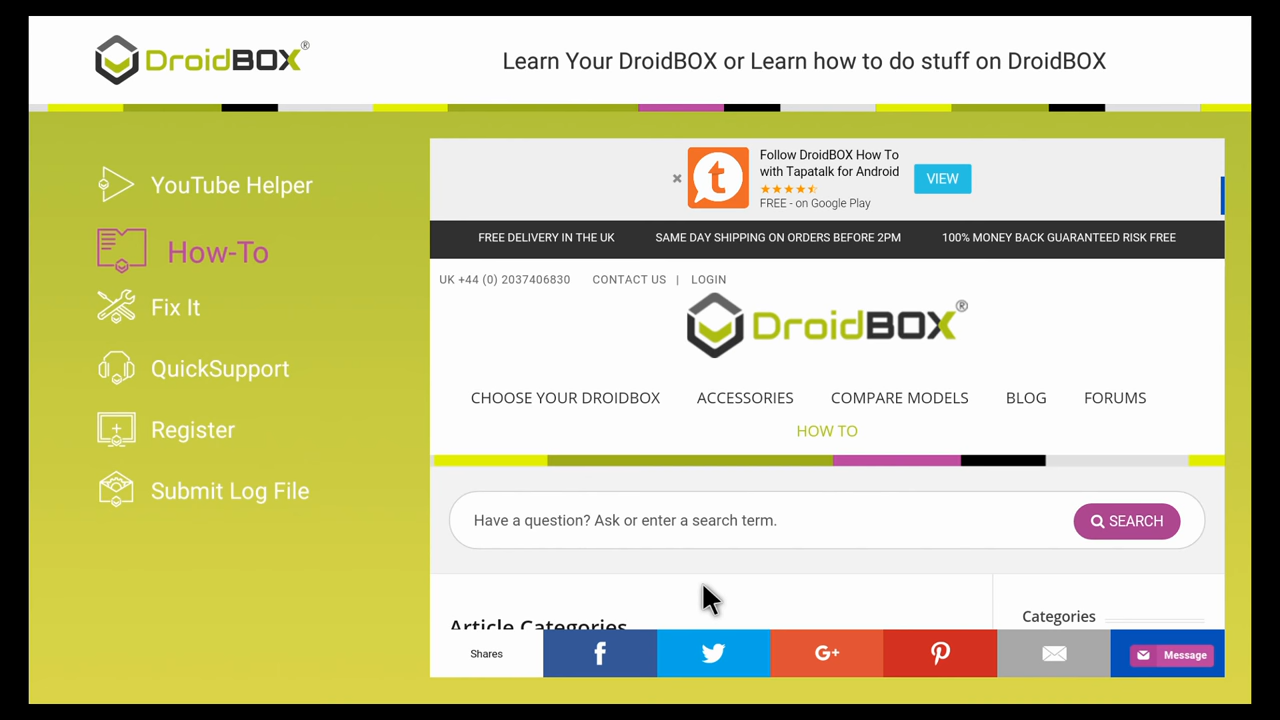 DroidBOX®
Learn Your DroidBOX or Learn how to do stuff on DroidBOX
YouTube Helper
How-To
Fix It
QuickSupport
Register
Submit Log File
×
t
Follow DroidBOX How To
with Tapatalk for Android
FREE - on Google Play
VIEW
FREE DELIVERY IN THE UK SAME DAY SHIPPING ON ORDERS BEFORE 2PM 100% MONEY BACK GUARANTEED RISK FREE
UK +44 (0) 2037406830 CONTACT US | LOGIN
DroidBOX®
CHOOSE YOUR DROIDBOX ACCESSORIES COMPARE MODELS BLOG FORUMS
HOW TO
Have a question? Ask or enter a search term. SEARCH
Article Categories
Categories
Shares f G+ Message